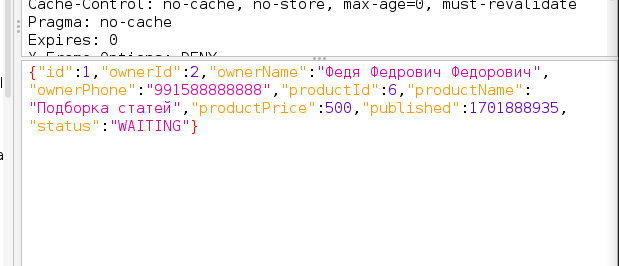 Cache-Control: no-cache, no-store, max-age=0, must-revalidate
Pragma: no-cache
Expires: 0
X-Frame-Options: DENY
{"id":1,"ownerId":2,"ownerName":"Федя Федрович Федорович",
"ownerPhone":"991588888888","productId":6,"productName":
"Подборка статей","productPrice":500,"published":1701888935,
"status":"WAITING"}